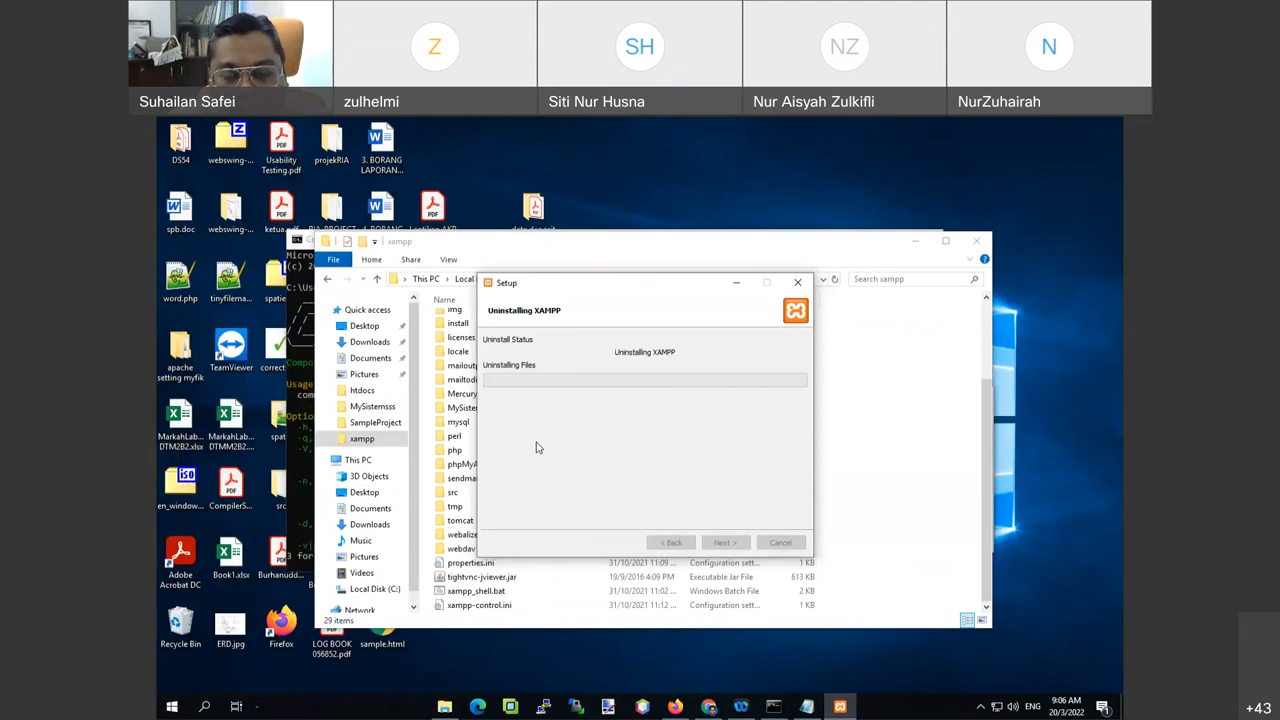 Z
SH
NZ
N
Suhailan Safei
zulhelmi
Siti Nur Husna
Nur Aisyah Zulkifli
NurZuhairah
DS54
webswing-...
Usability
Testing.pdf
projekRIA
3. BORANG
LAPORAN...
spb.doc
webswing-...
ketua.pdf
word.php
tinyfilema...
apache
setting myfik
TeamViewer
MarkahLab...
DTM2B2.xlsx
MarkahLab...
DTM2B2....
en_window...
CompilerS...
Adobe
Acrobat DC
Book1.xlsx
Recycle Bin
ERD.jpg
Firefox
LOG BOOK
056852.pdf
sample.html
xampp
File
Home
Share
View
This PC
Search xampp
Quick access
Desktop
Downloads
Documents
Pictures
htdocs
MySistemsss
SampleProject
xampp
This PC
3D Objects
Desktop
Documents
Downloads
Music
Pictures
Videos
Local Disk (C:)
Network
Name
img
install
licenses
locale
mysql
perl
php
src
tmp
tomcat
webdav
properties.ini 31/10/2021 11:09 ... Configuration sett... 1 KB
tightvnc-jviewer.jar 19/9/2016 4:09 PM Executable Jar File 613 KB
xampp_shell.bat 31/10/2021 11:02 ... Windows Batch File 2 KB
xampp-control.ini 31/10/2021 11:12 ... Configuration sett... 1 KB
29 items
Setup
Uninstalling XAMPP
Uninstall Status
Uninstalling XAMPP
Uninstalling Files
< Back
Next >
Cancel
ENG
9:06 AM
20/3/2022
+43